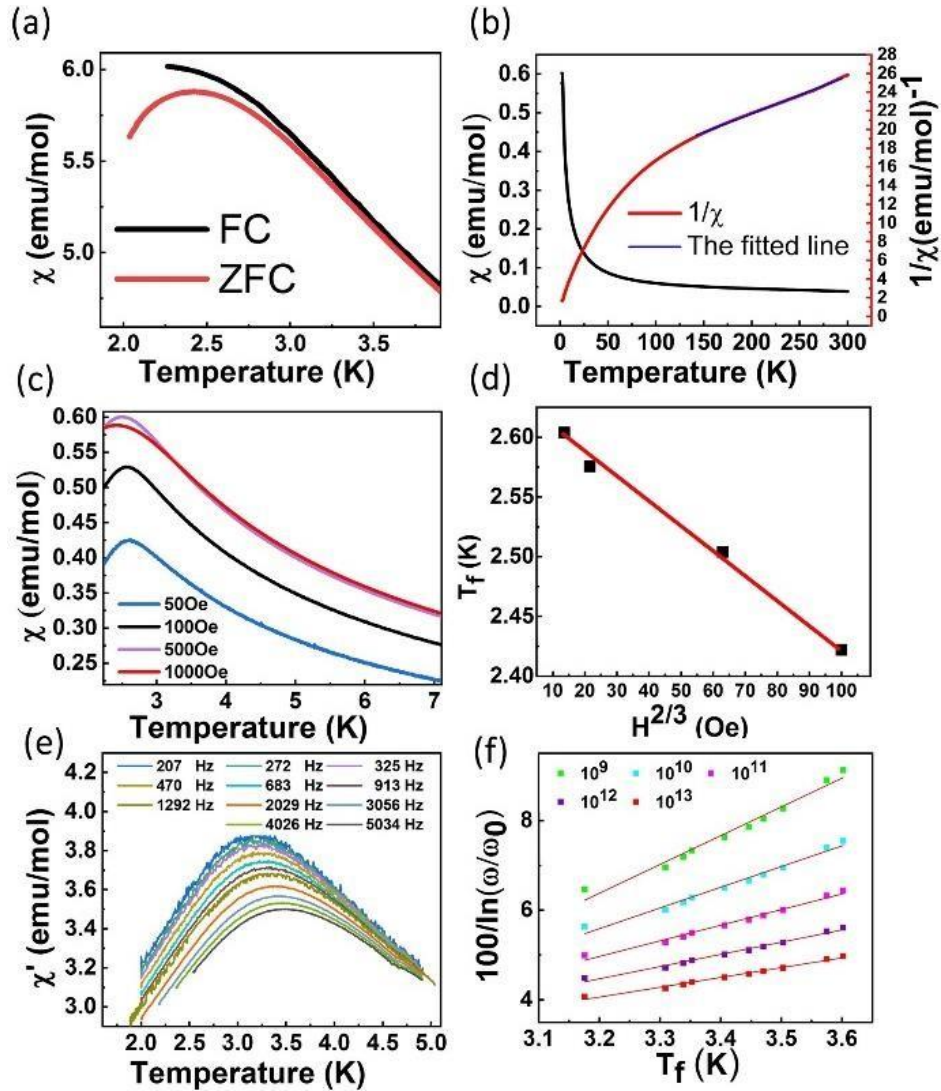 (a)
6.0
5.0
χ (emu/mol)
FC
ZFC
2.0 2.5 3.0 3.5
Temperature (K)
(b)
0.6
0.5
0.4
0.3
0.2
0.1
0.0
χ (emu/mol)
1/χ
The fitted line
28
26
24
22
20
18
16
14
12
10
8
6
4
2
0
1/χ(emu/mol)-1
0 50 100 150 200 250 300
Temperature (K)
(c)
0.60
0.55
0.50
0.45
0.40
0.35
0.30
0.25
χ (emu/mol)
50Oe
100Oe
500Oe
1000Oe
3 4 5 6 7
Temperature (K)
(d)
2.60
2.55
2.50
2.45
2.40
Tf (K)
10 20 30 40 50 60 70 80 90 100
H2/3 (Oe)
(e)
4.2
4.0
3.8
3.6
3.4
3.2
3.0
χ' (emu/mol)
207 Hz 272 Hz 325 Hz
470 Hz 683 Hz 913 Hz
1292 Hz 2029 Hz 3056 Hz
4026 Hz 5034 Hz
2.0 2.5 3.0 3.5 4.0 4.5 5.0
Temperature (K)
(f)
8
6
4
100/ln(ω/ω0)
10^9 10^10 10^11
10^12 10^13
3.1 3.2 3.3 3.4 3.5 3.6 3.7
Tf (K)